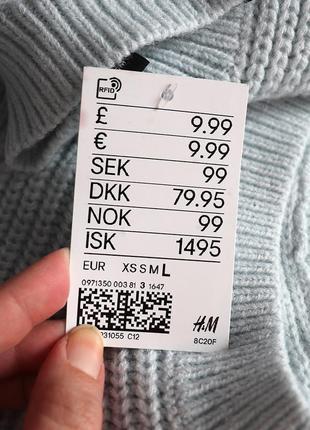 RFID
£ 9.99
€ 9.99
SEK 99
DKK 79.95
NOK 99
ISK 1495
EUR XS S M L
0971350 003 81 3 1647
31055 C12
H&M
8C20F